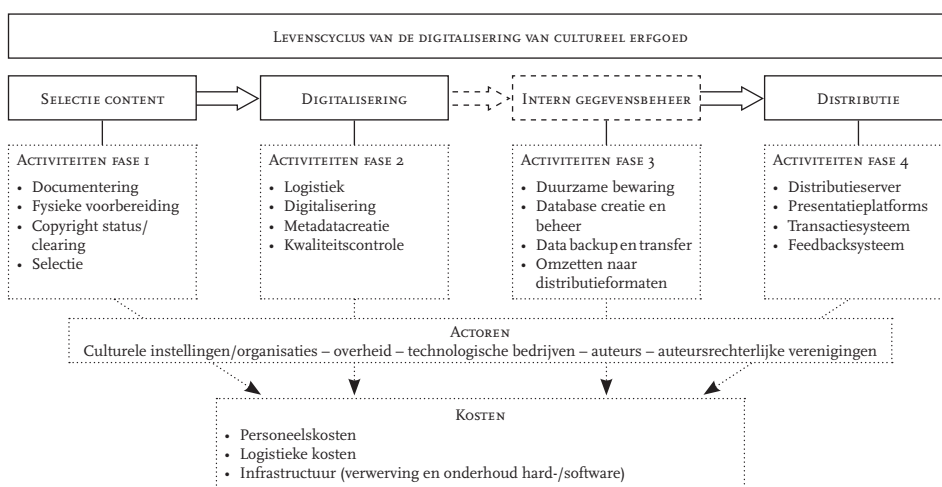 Levenscyclus van de digitalisering van cultureel erfgoed
Selectie content
Digitalisering
Intern gegevensbeheer
Distributie
Activiteiten fase 1
• Documentering
• Fysieke voorbereiding
• Copyright status/
clearing
• Selectie
Activiteiten fase 2
• Logistiek
• Digitalisering
• Metadatacreatie
• Kwaliteitscontrole
Activiteiten fase 3
• Duurzame bewaring
• Database creatie en
beheer
• Data backup en transfer
• Omzetten naar
distributieformaten
Activiteiten fase 4
• Distributieserver
• Presentatieplatforms
• Transactiesysteem
• Feedbacksysteem
Actoren
Culturele instellingen/organisaties – overheid – technologische bedrijven – auteurs – auteursrechterlijke verenigingen
Kosten
• Personeelskosten
• Logistieke kosten
• Infrastructuur (verwerving en onderhoud hard-/software)